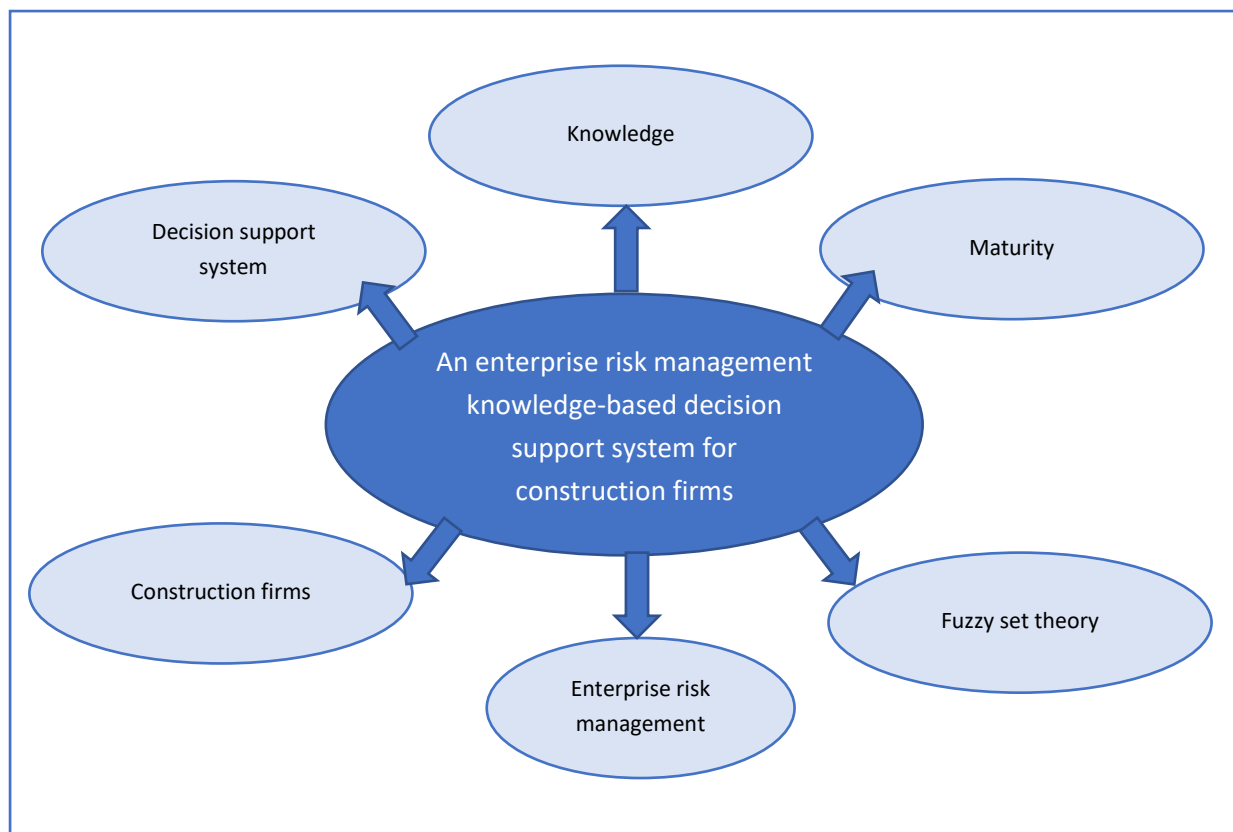 Knowledge
Decision support
system
Maturity
An enterprise risk management
knowledge-based decision
support system for
construction firms
Construction firms
Fuzzy set theory
Enterprise risk
management